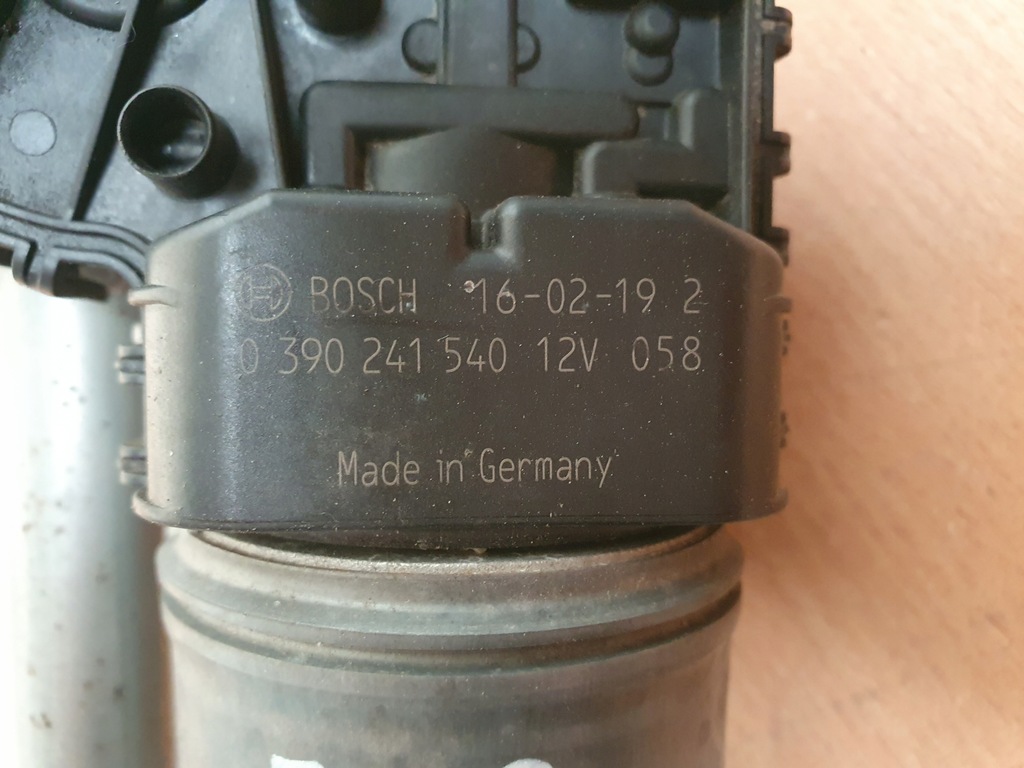 BOSCH 16-02-19 2
0 390 241 540 12V 058
Made in Germany